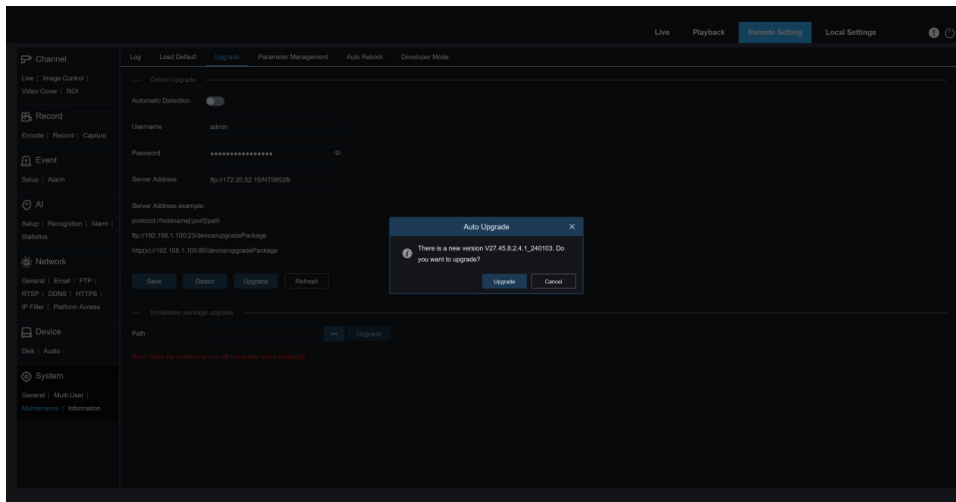 Live Playback Remote Setting Local Settings
Channel
Live | Image Control |
Video Cover | ROI
Record
Encode | Record | Capture
Event
Setup | Alarm
AI
Setup | Recognition | Alarm |
Statistics
Network
General | Email | FTP |
RTSP | DDNS | HTTPS |
IP Filter | Platform Access
Device
Disk | Audio
System
General | Multi-User |
Maintenance | Information
Log Load Default Upgrade Parameter Management Auto Reboot Developer Mode
Online Upgrade
Automatic Detection
Username admin
Password ****************
Server Address ftp://172.20.52.15/NT98528/
Server Address example:
protocol://hostname[:port]/path
ftp://192.168.1.100:23/device/upgradePackage
http(s)://192.168.1.100:80/device/upgradePackage
Save Detect Upgrade Refresh
Installation package upgrade
Path ... Upgrade
Don't close the browser or turn off the power when updating!
Auto Upgrade
There is a new version V27.45.8.2.4.1_240103. Do
you want to upgrade?
Upgrade Cancel